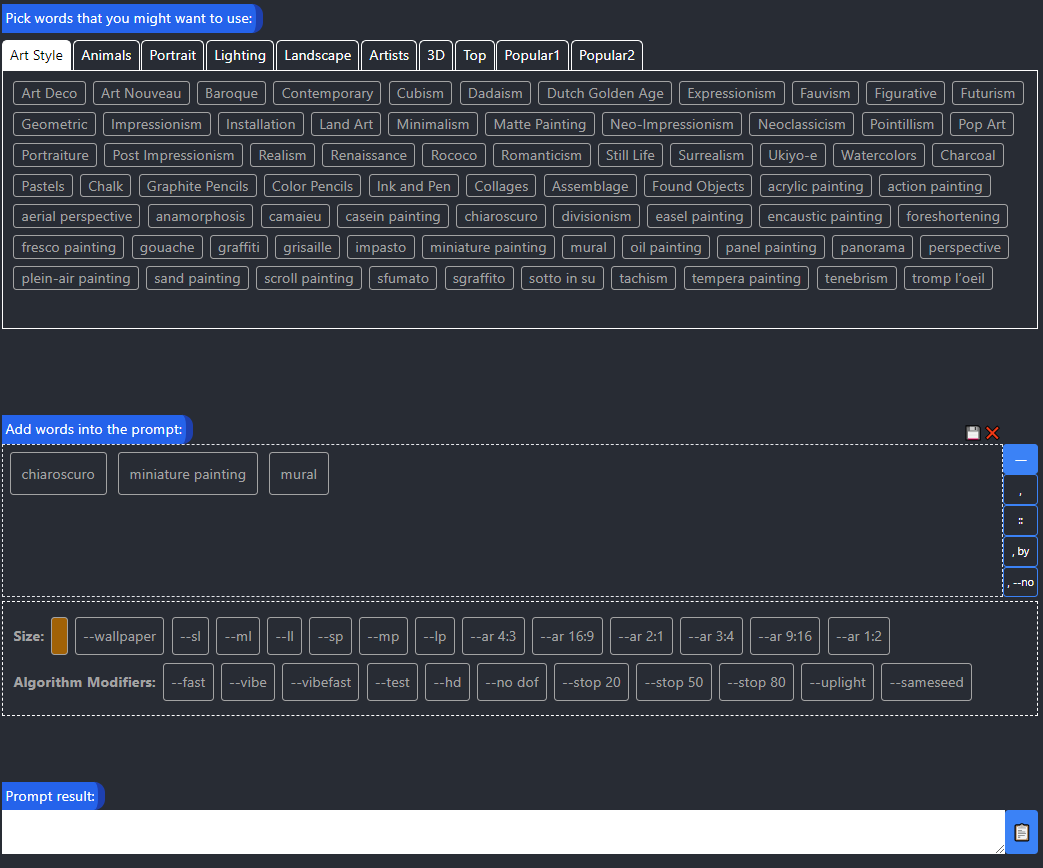 Pick words that you might want to use:
Art Style Animals Portrait Lighting Landscape Artists 3D Top Popular1 Popular2
Art Deco Art Nouveau Baroque Contemporary Cubism Dadaism Dutch Golden Age Expressionism Fauvism Figurative Futurism
Geometric Impressionism Installation Land Art Minimalism Matte Painting Neo-Impressionism Neoclassicism Pointillism Pop Art
Portraiture Post Impressionism Realism Renaissance Rococo Romanticism Still Life Surrealism Ukiyo-e Watercolors Charcoal
Pastels Chalk Graphite Pencils Color Pencils Ink and Pen Collages Assemblage Found Objects acrylic painting action painting
aerial perspective anamorphosis camaieu casein painting chiaroscuro divisionism easel painting encaustic painting foreshortening
fresco painting gouache graffiti grisaille impasto miniature painting mural oil painting panel painting panorama perspective
plein-air painting sand painting scroll painting sfumato sgraffito sotto in su tachism tempera painting tenebrism tromp l’oeil
Add words into the prompt:
chiaroscuro miniature painting mural
—
,
::
, by
, --no
Size: --wallpaper --sl --ml --ll --sp --mp --lp --ar 4:3 --ar 16:9 --ar 2:1 --ar 3:4 --ar 9:16 --ar 1:2
Algorithm Modifiers: --fast --vibe --vibefast --test --hd --no dof --stop 20 --stop 50 --stop 80 --uplight --sameseed
Prompt result: